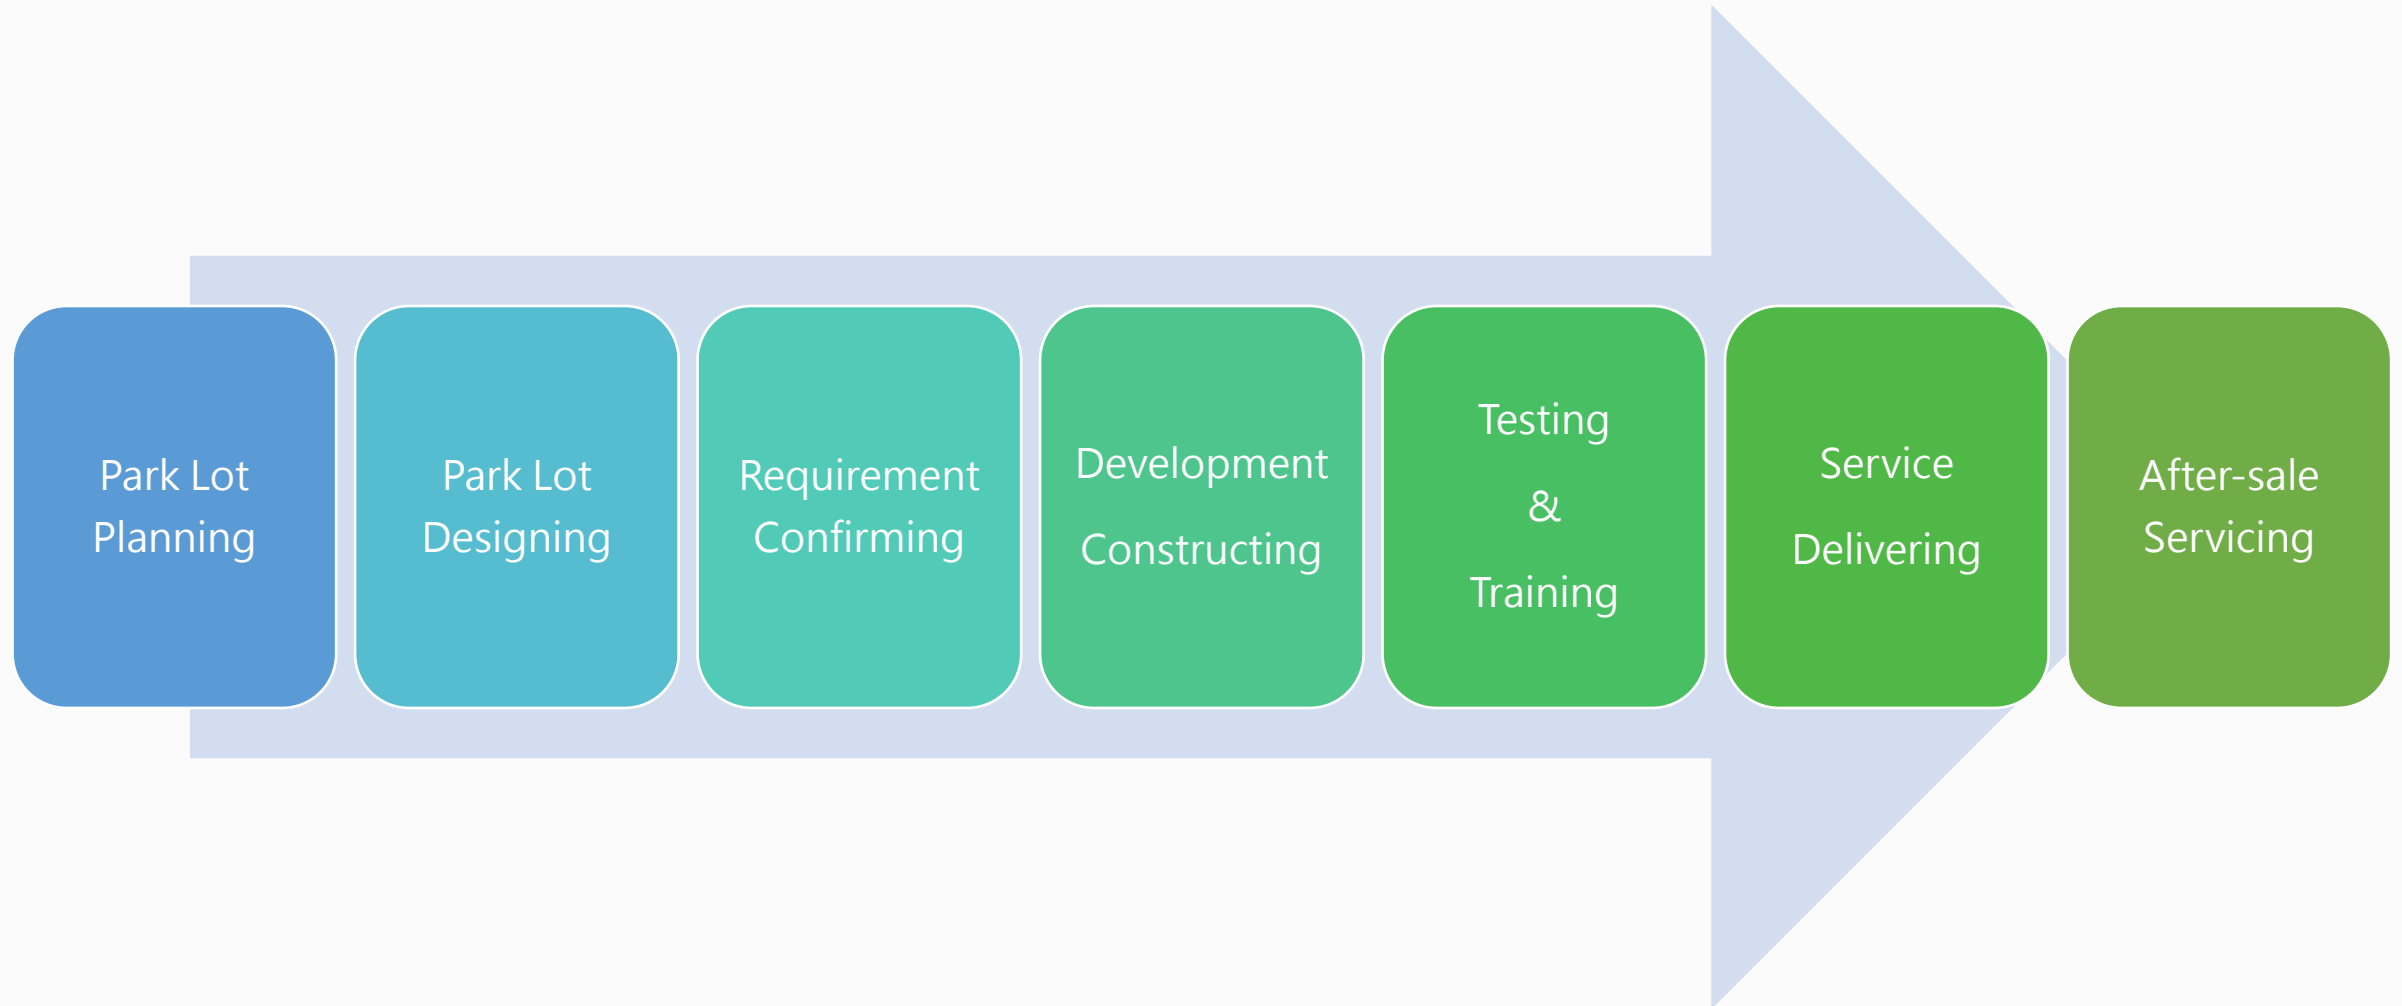 Park Lot
Planning
Park Lot
Designing
Requirement
Confirming
Development
Constructing
Testing
&
Training
Service
Delivering
After-sale
Servicing